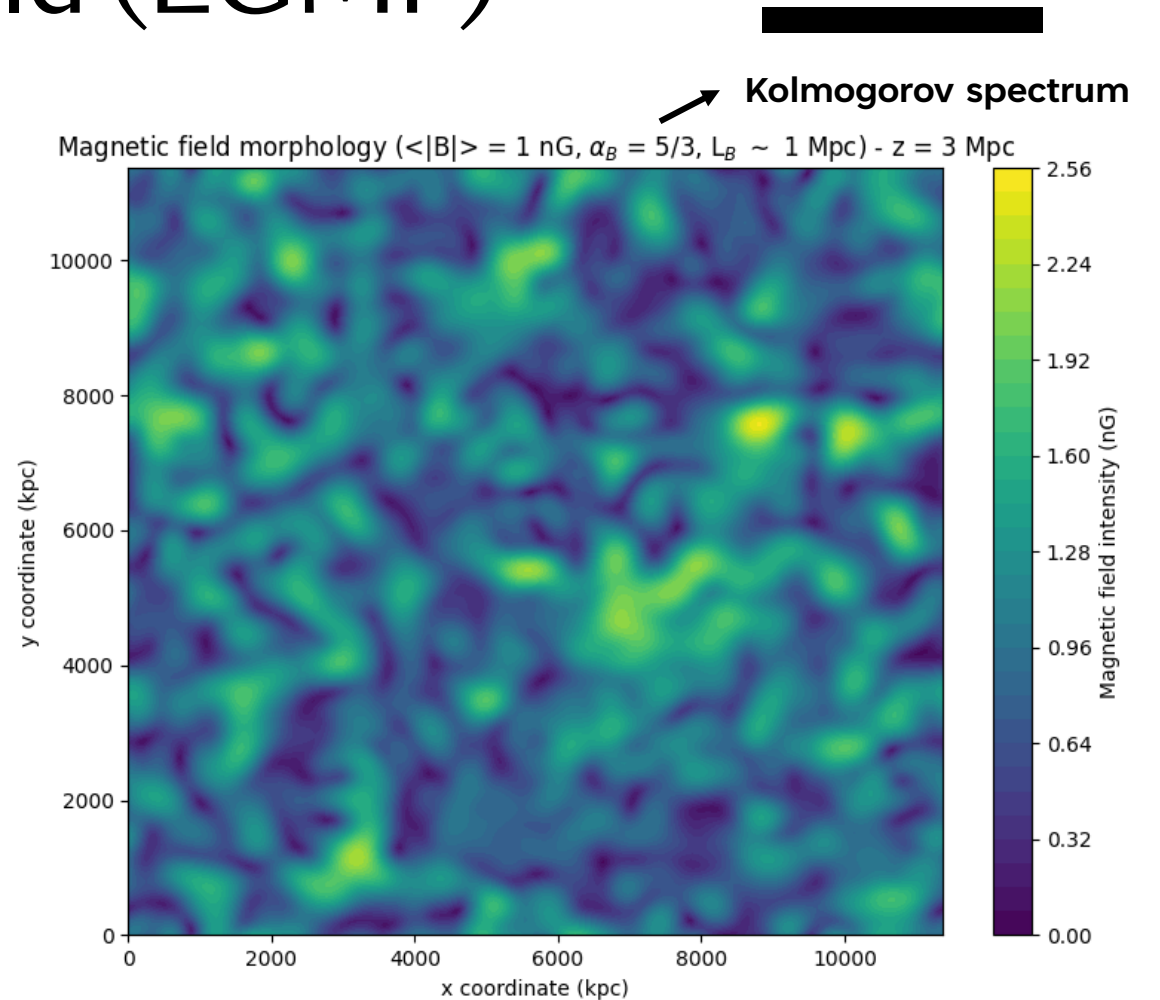 (EGMF)
Kolmogorov spectrum
Magnetic field morphology (<|B|> = 1 nG, α_B = 5/3, L_B ~ 1 Mpc) - z = 3 Mpc
2.56
2.24
1.92
1.60
1.28
0.96
0.64
0.32
0.00
Magnetic field intensity (nG)
10000
8000
6000
4000
2000
0
y coordinate (kpc)
0 2000 4000 6000 8000 10000
x coordinate (kpc)